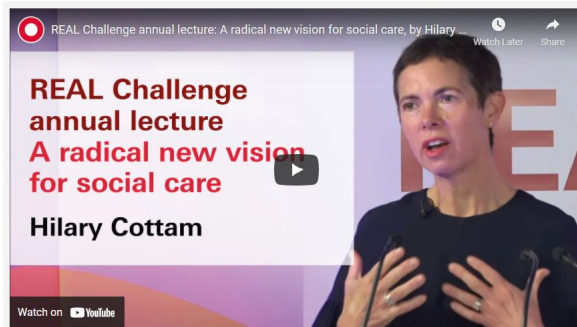 REAL Challenge annual lecture: A radical new vision for social care, by Hilary ...
Watch Later
Share
REAL Challenge
annual lecture
A radical new vision
for social care
Hilary Cottam
Watch on YouTube